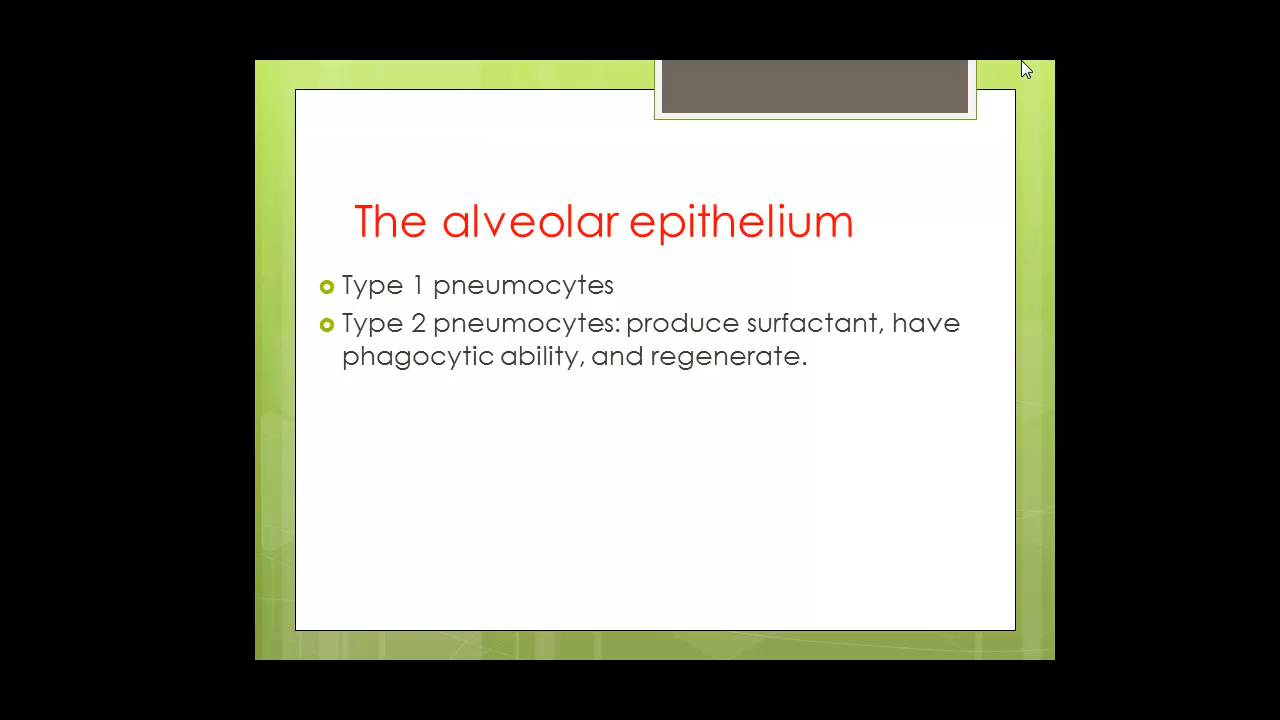 The alveolar epithelium
Type 1 pneumocytes
Type 2 pneumocytes: produce surfactant, have
phagocytic ability, and regenerate.